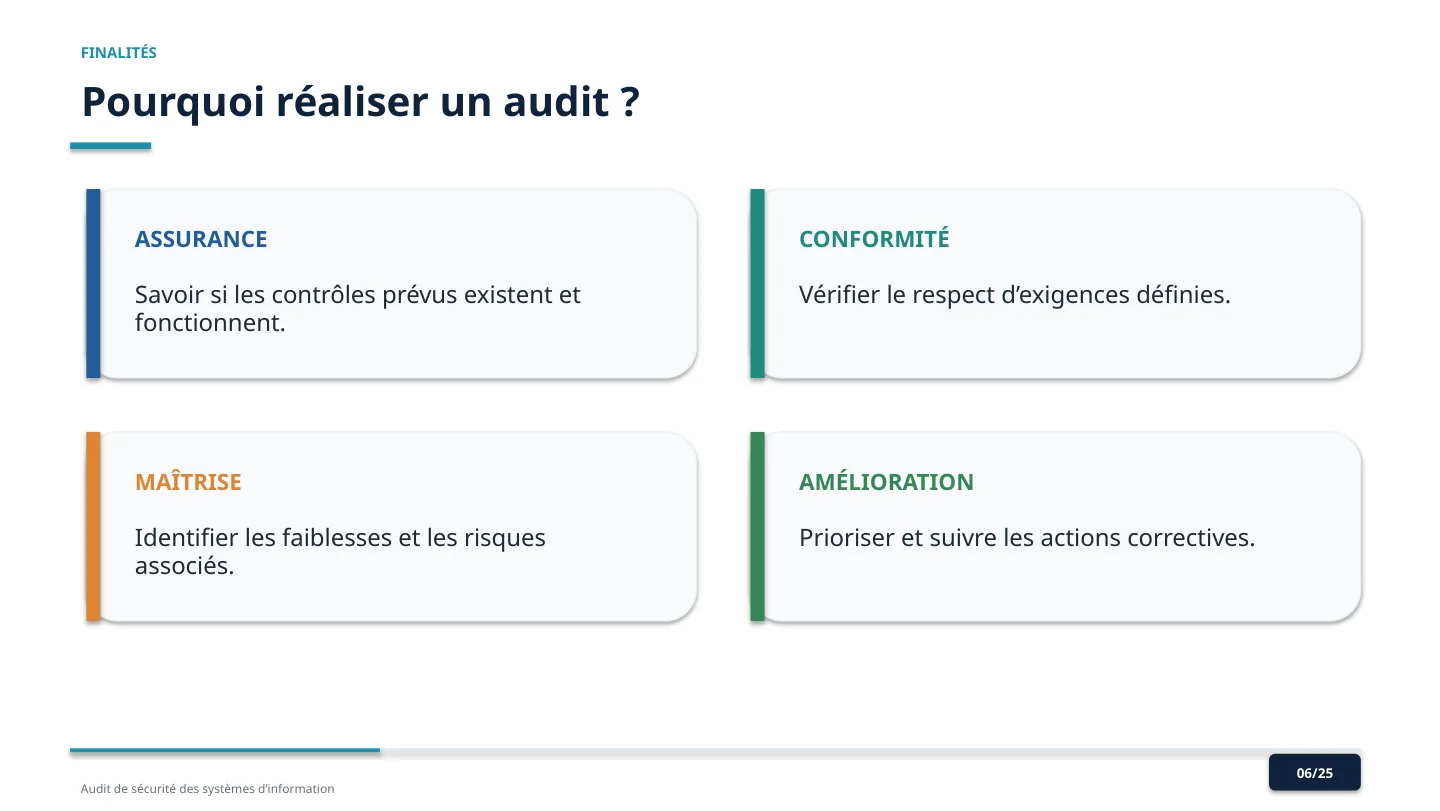 FINALITÉS
Pourquoi réaliser un audit ?
ASSURANCE
Savoir si les contrôles prévus existent et
fonctionnent.
CONFORMITÉ
Vérifier le respect d’exigences définies.
MAÎTRISE
Identifier les faiblesses et les risques
associés.
AMÉLIORATION
Prioriser et suivre les actions correctives.
Audit de sécurité des systèmes d’information
06/25